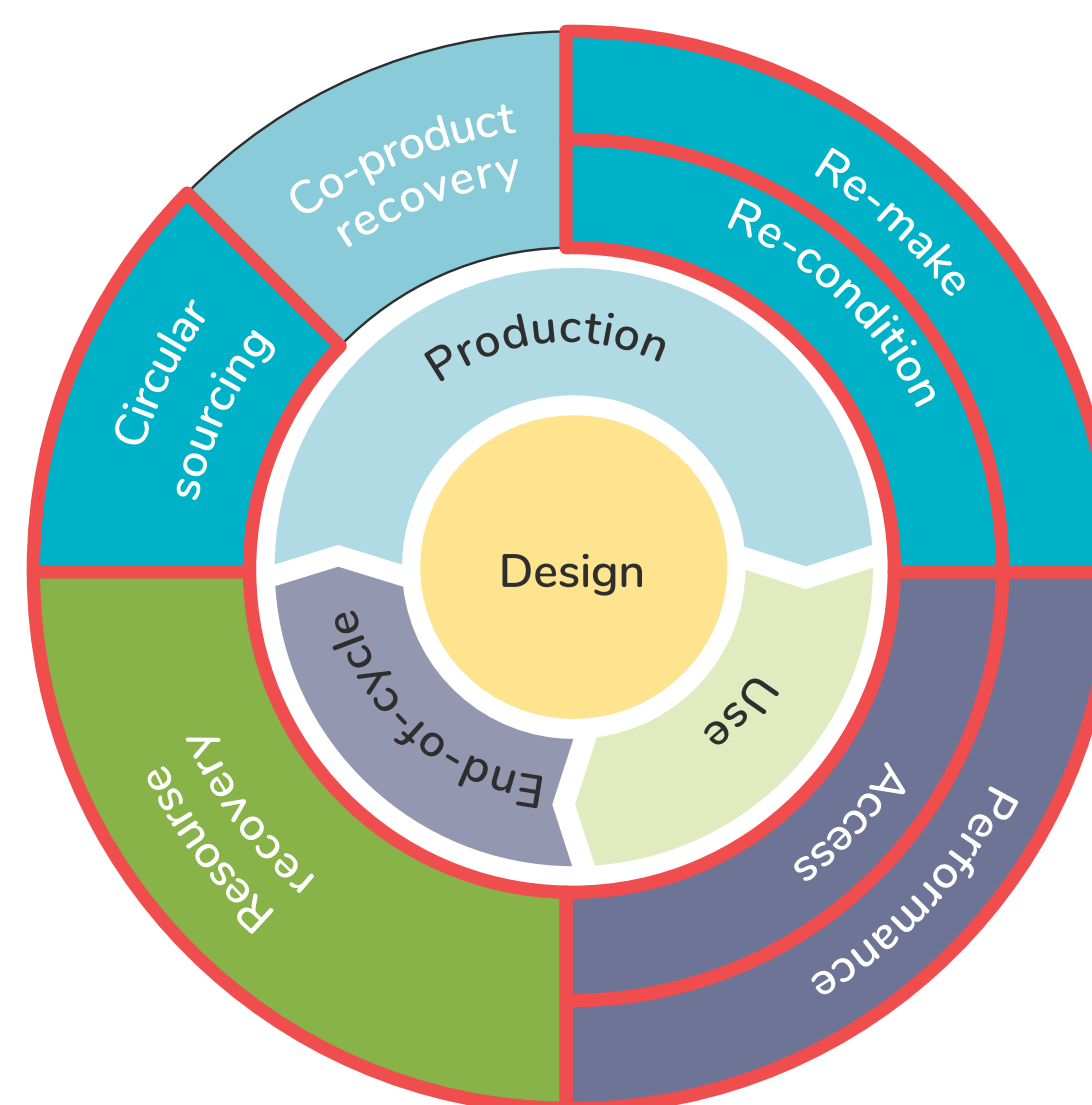 Co-product
recovery
Re-make
Re-condition
Circular
sourcing
Production
Design
End-of-cycle
Use
Resourse
recovery
Access
Performance